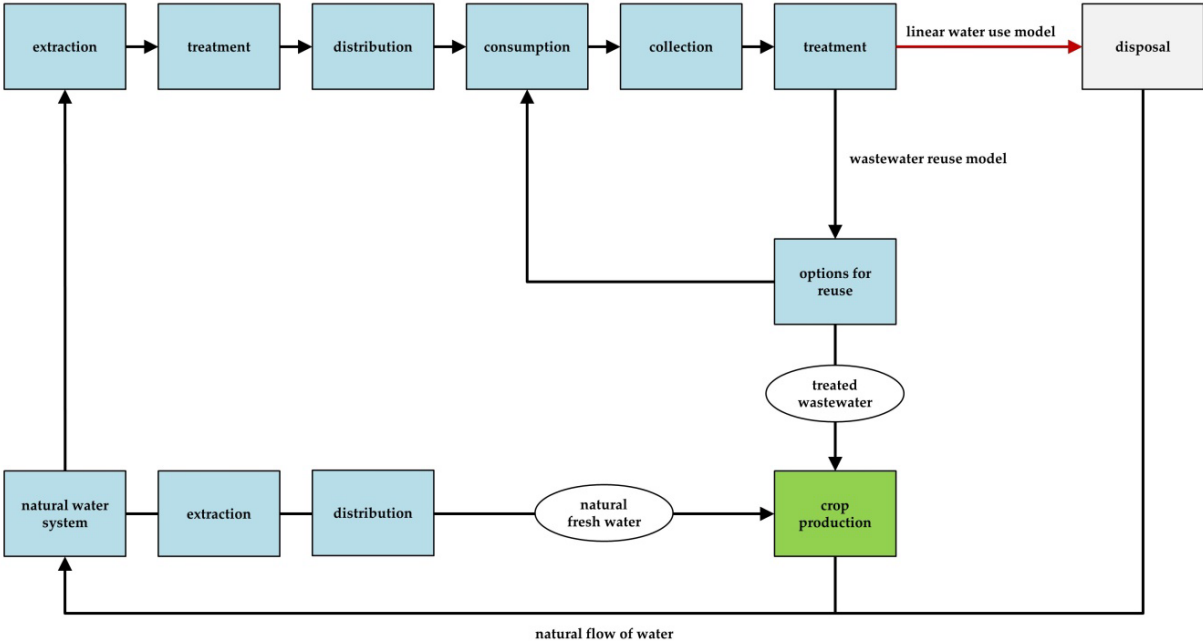 extraction
treatment
distribution
consumption
collection
treatment
linear water use model
disposal
wastewater reuse model
options for
reuse
treated
wastewater
natural water
system
extraction
distribution
natural
fresh water
crop
production
natural flow of water